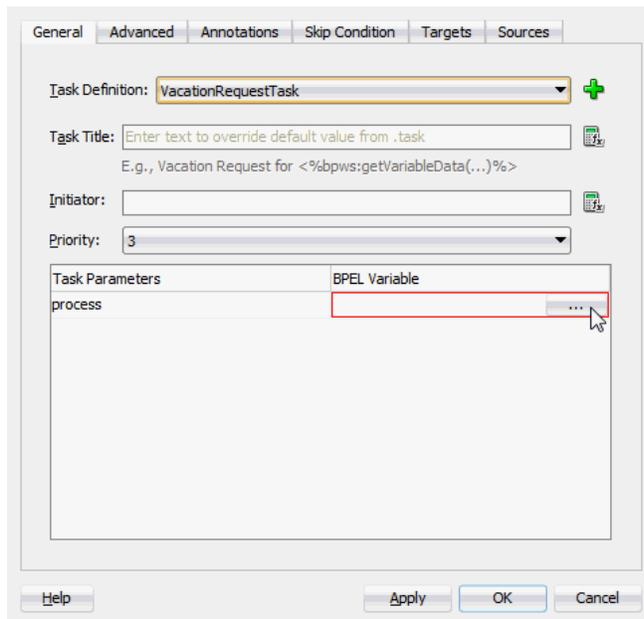 General Advanced Annotations Skip Condition Targets Sources
Task Definition: VacationRequestTask
Task Title: Enter text to override default value from .task
E.g., Vacation Request for <%bpws:getVariableData(...)%>
Initiator:
Priority: 3
Task Parameters BPEL Variable
process ...
Help Apply OK Cancel